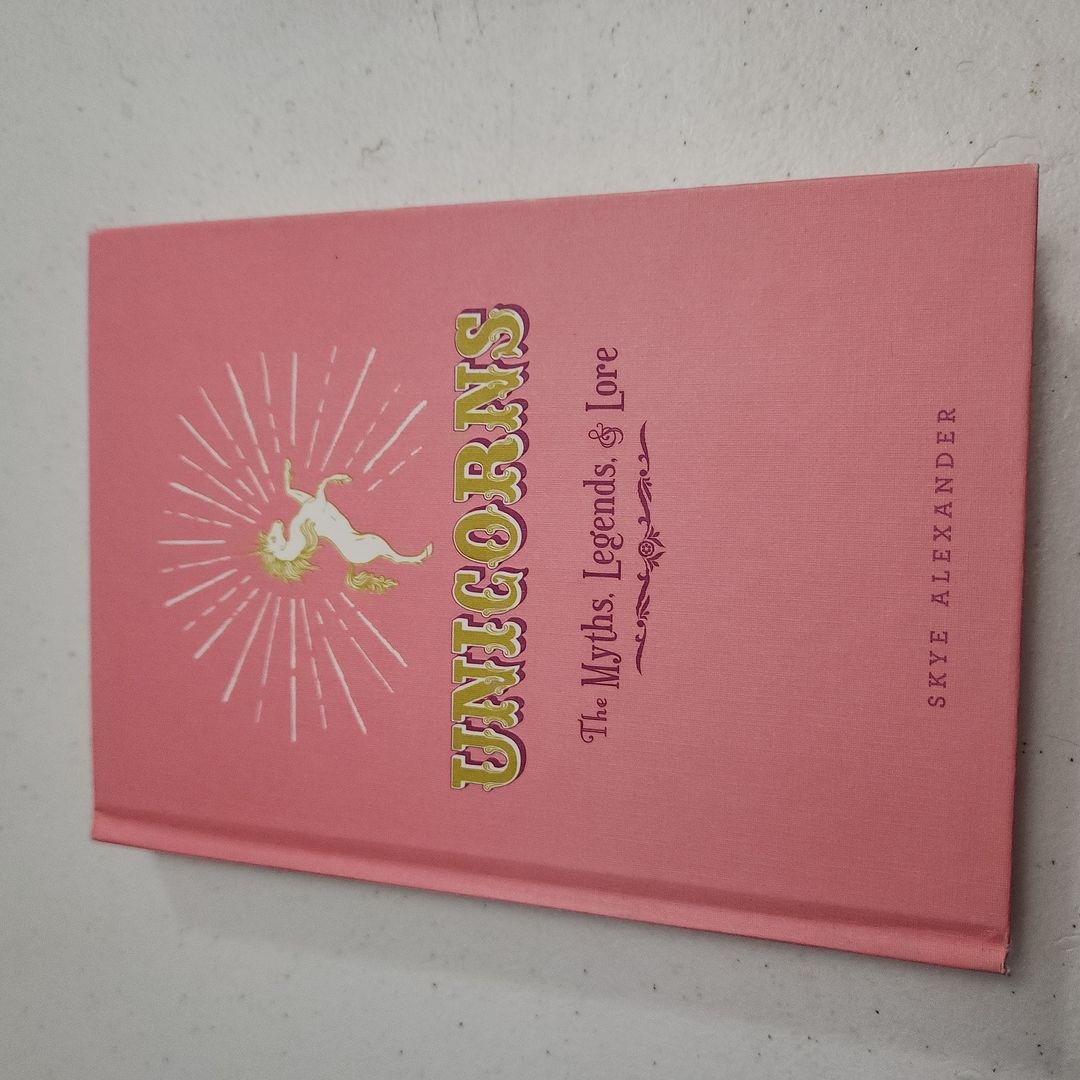 UNICORNS
The Myths, Legends, & Lore
SKYE ALEXANDER